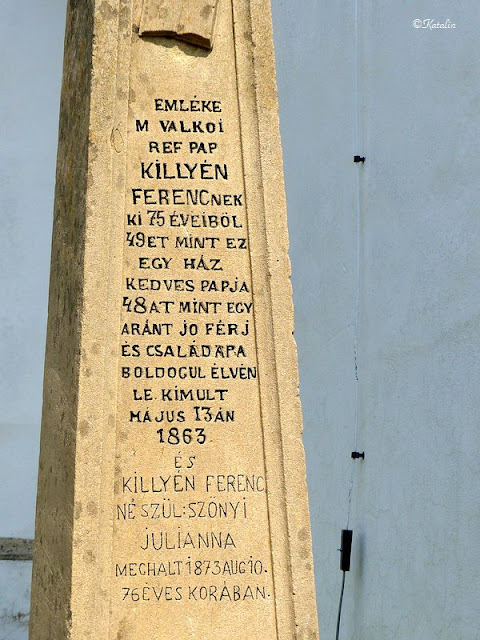 ©Katalin
EMLÉKE
M VALKOI
REF PAP
KILLYÉN
FERENCNEK
KI 75 ÉVEIBŐL
49ET MINT EZ
EGY HÁZ
KEDVES PAPJA
48AT MINT EGY
ARÁNT JO FÉRJ
ÉS CSALÁDAPA
BOLDOGUL ÉLVÉN
LE KIMULT
MÁJUS 13ÁN
1863
ÉS
KILLYÉN FERENC
NÉ SZÜL:SZÖNYI
JULIANNA
MEGHALT 1873 AUG 10.
76 ÉVES KORÁBAN.